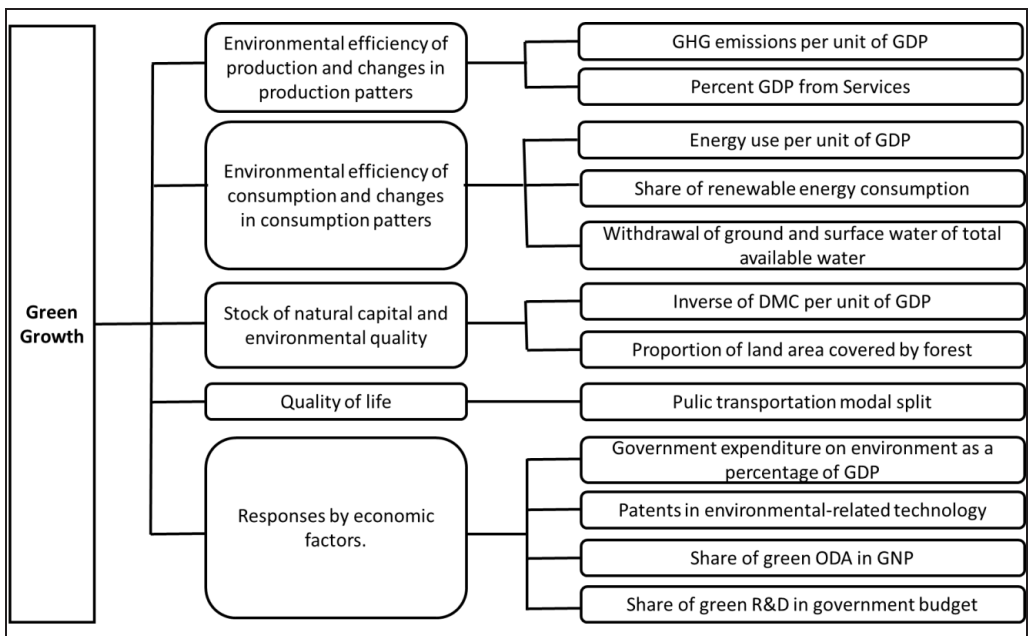 Green
Growth
Environmental efficiency of
production and changes in
production patters
GHG emissions per unit of GDP
Percent GDP from Services
Environmental efficiency of
consumption and changes
in consumption patters
Energy use per unit of GDP
Share of renewable energy consumption
Withdrawal of ground and surface water of total
available water
Stock of natural capital and
environmental quality
Inverse of DMC per unit of GDP
Proportion of land area covered by forest
Quality of life
Pulic transportation modal split
Responses by economic
factors.
Government expenditure on environment as a
percentage of GDP
Patents in environmental-related technology
Share of green ODA in GNP
Share of green R&D in government budget